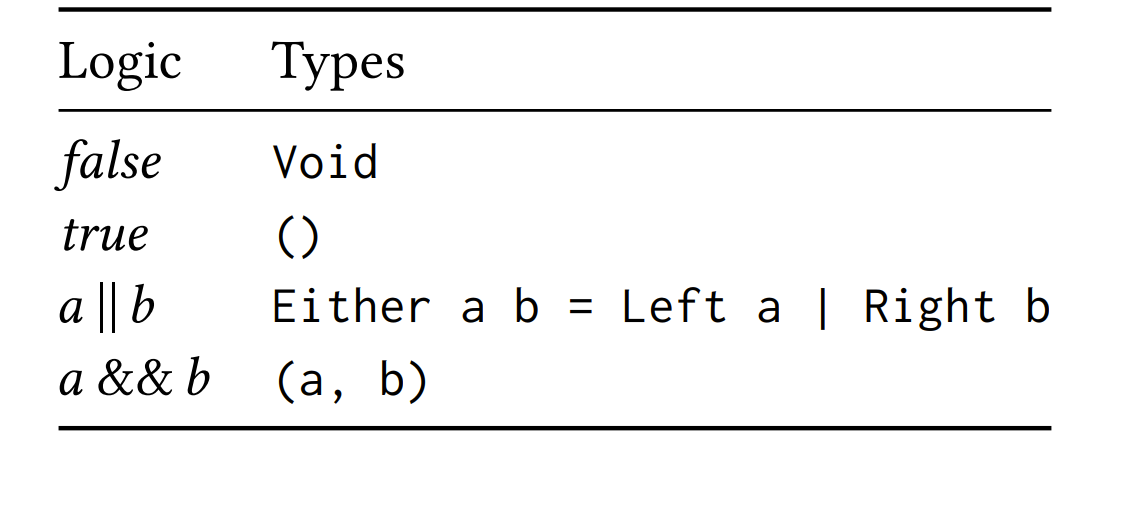 Logic Types
false Void
true ()
a || b Either a b = Left a | Right b
a && b (a, b)